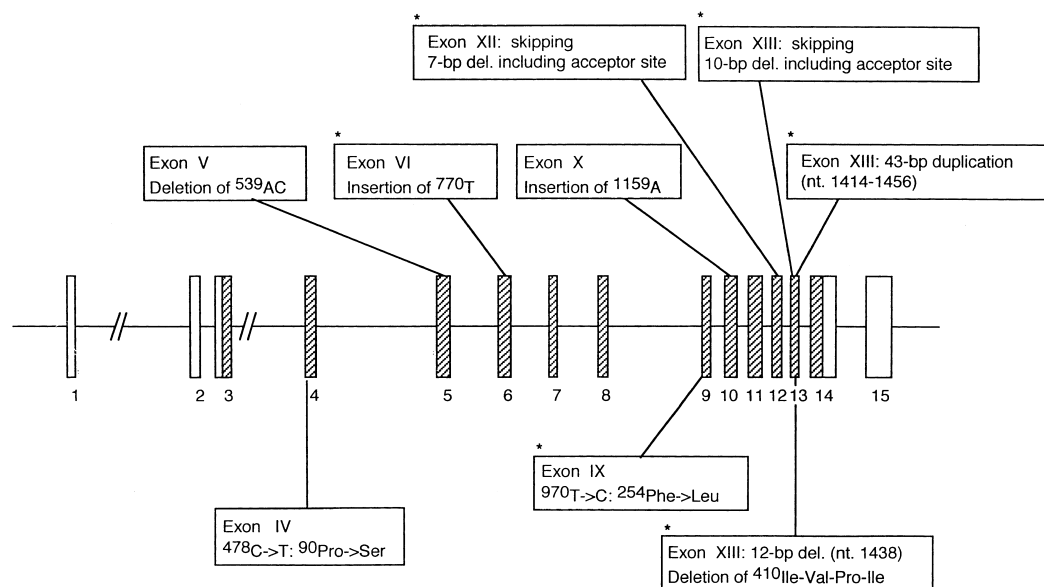 *
Exon XII: skipping
7-bp del. including acceptor site
*
Exon XIII: skipping
10-bp del. including acceptor site
Exon V
Deletion of 539AC
*
Exon VI
Insertion of 770T
Exon X
Insertion of 1159A
*
Exon XIII: 43-bp duplication
(nt. 1414-1456)
1 2 3 4 5 6 7 8 9 10 11 12 13 14 15
*
Exon IX
970T->C: 254Phe->Leu
Exon IV
478C->T: 90Pro->Ser
*
Exon XIII: 12-bp del. (nt. 1438)
Deletion of 410Ile-Val-Pro-Ile